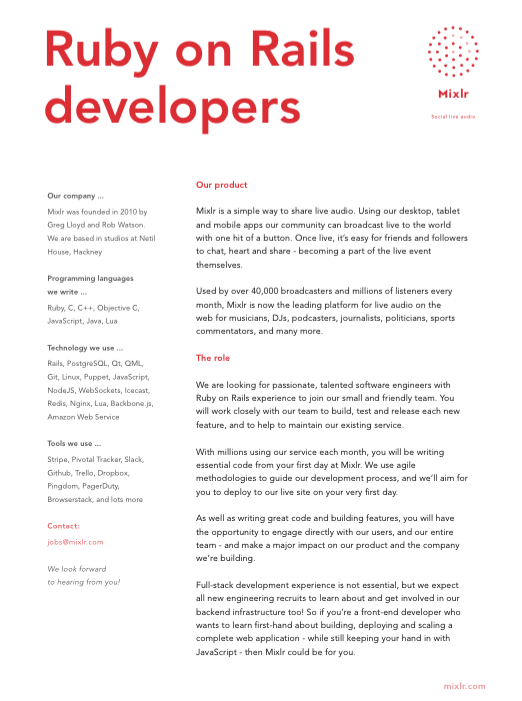 Ruby on Rails
developers
Mixlr
Social live audio
Our company ...
Mixlr was founded in 2010 by
Greg Lloyd and Rob Watson.
We are based in studios at Netil
House, Hackney
Programming languages
we write ...
Ruby, C, C++, Objective C,
JavaScript, Java, Lua
Technology we use ...
Rails, PostgreSQL, Qt, QML,
Git, Linux, Puppet, JavaScript,
NodeJS, WebSockets, Icecast,
Redis, Nginx, Lua, Backbone.js,
Amazon Web Service
Tools we use ...
Stripe, Pivotal Tracker, Slack,
Github, Trello, Dropbox,
Pingdom, PagerDuty,
Browserstack, and lots more
Contact:
jobs@mixlr.com
We look forward
to hearing from you!
Our product
Mixlr is a simple way to share live audio. Using our desktop, tablet
and mobile apps our community can broadcast live to the world
with one hit of a button. Once live, it's easy for friends and followers
to chat, heart and share - becoming a part of the live event
themselves.
Used by over 40,000 broadcasters and millions of listeners every
month, Mixlr is now the leading platform for live audio on the
web for musicians, DJs, podcasters, journalists, politicians, sports
commentators, and many more.
The role
We are looking for passionate, talented software engineers with
Ruby on Rails experience to join our small and friendly team. You
will work closely with our team to build, test and release each new
feature, and to help to maintain our existing service.
With millions using our service each month, you will be writing
essential code from your first day at Mixlr. We use agile
methodologies to guide our development process, and we'll aim for
you to deploy to our live site on your very first day.
As well as writing great code and building features, you will have
the opportunity to engage directly with our users, and our entire
team - and make a major impact on our product and the company
we're building.
Full-stack development experience is not essential, but we expect
all new engineering recruits to learn about and get involved in our
backend infrastructure too! So if you're a front-end developer who
wants to learn first-hand about building, deploying and scaling a
complete web application - while still keeping your hand in with
JavaScript - then Mixlr could be for you.
mixlr.com